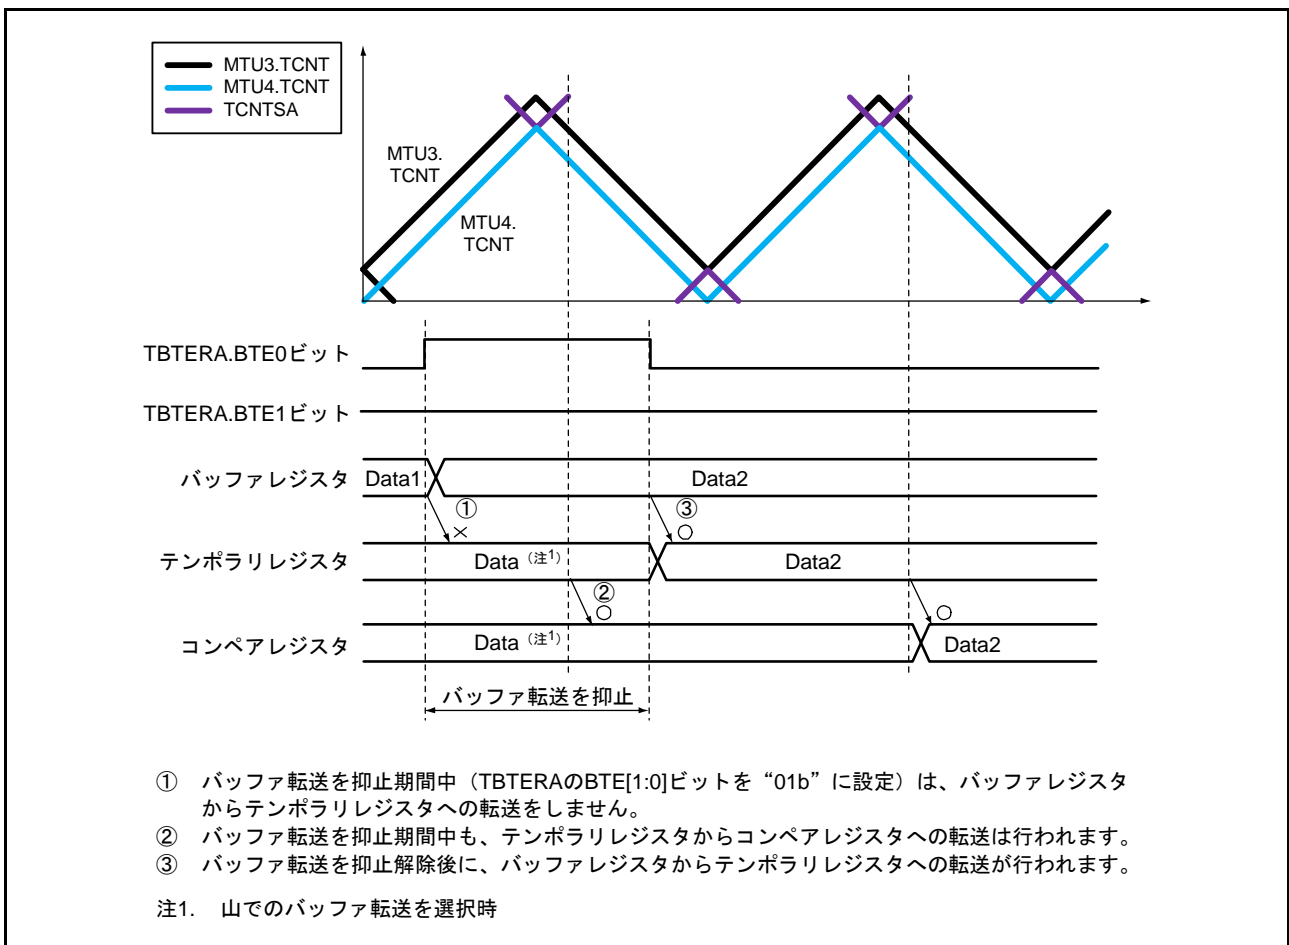 MTU3.TCNT
MTU4.TCNT
TCNTSA
MTU3.
TCNT
MTU4.
TCNT
TBTERA.BTE0ビット
TBTERA.BTE1ビット
バッファレジスタ Data1 Data2
① ③
× ○
テンポラリレジスタ Data（注1） Data2
②
○ ○
コンペアレジスタ Data（注1） Data2
バッファ転送を抑止
① バッファ転送を抑止期間中（TBTERAのBTE[1:0]ビットを“01b”に設定）は、バッファレジスタ
からテンポラリレジスタへの転送をしません。
② バッファ転送を抑止期間中も、テンポラリレジスタからコンペアレジスタへの転送は行われます。
③ バッファ転送を抑止解除後に、バッファレジスタからテンポラリレジスタへの転送が行われます。
注1. 山でのバッファ転送を選択時